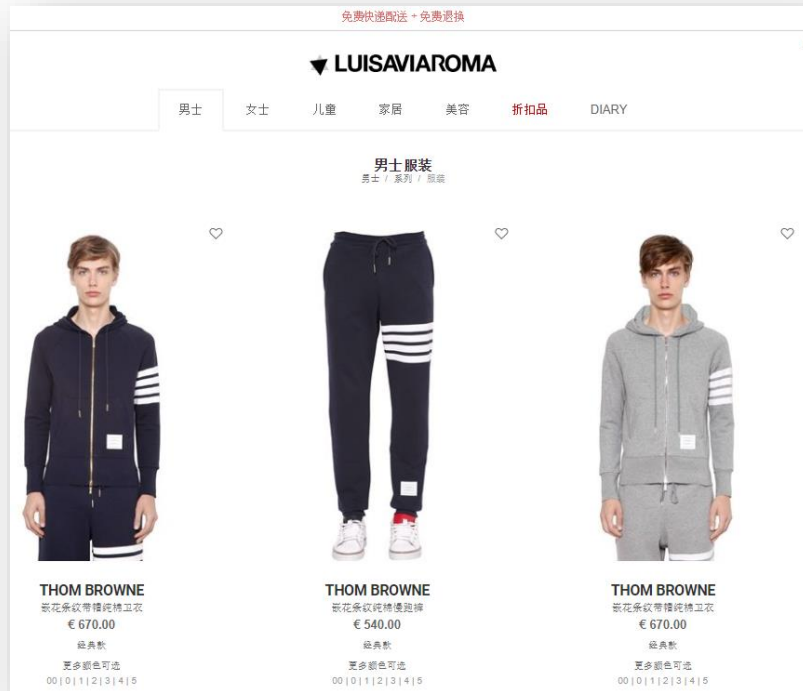 免费快递配送 + 免费退换
LUISAVIAROMA
男士 女士 儿童 家居 美容 折扣品 DIARY
男士服装
男士 / 系列 / 服装
THOM BROWNE
嵌花条纹带帽纯棉卫衣
€ 670.00
经典款
更多颜色可选
00 | 0 | 1 | 2 | 3 | 4 | 5
THOM BROWNE
嵌花条纹纯棉慢跑裤
€ 540.00
经典款
更多颜色可选
00 | 0 | 1 | 2 | 3 | 4 | 5
THOM BROWNE
嵌花条纹带帽纯棉卫衣
€ 670.00
经典款
更多颜色可选
00 | 0 | 1 | 2 | 3 | 4 | 5